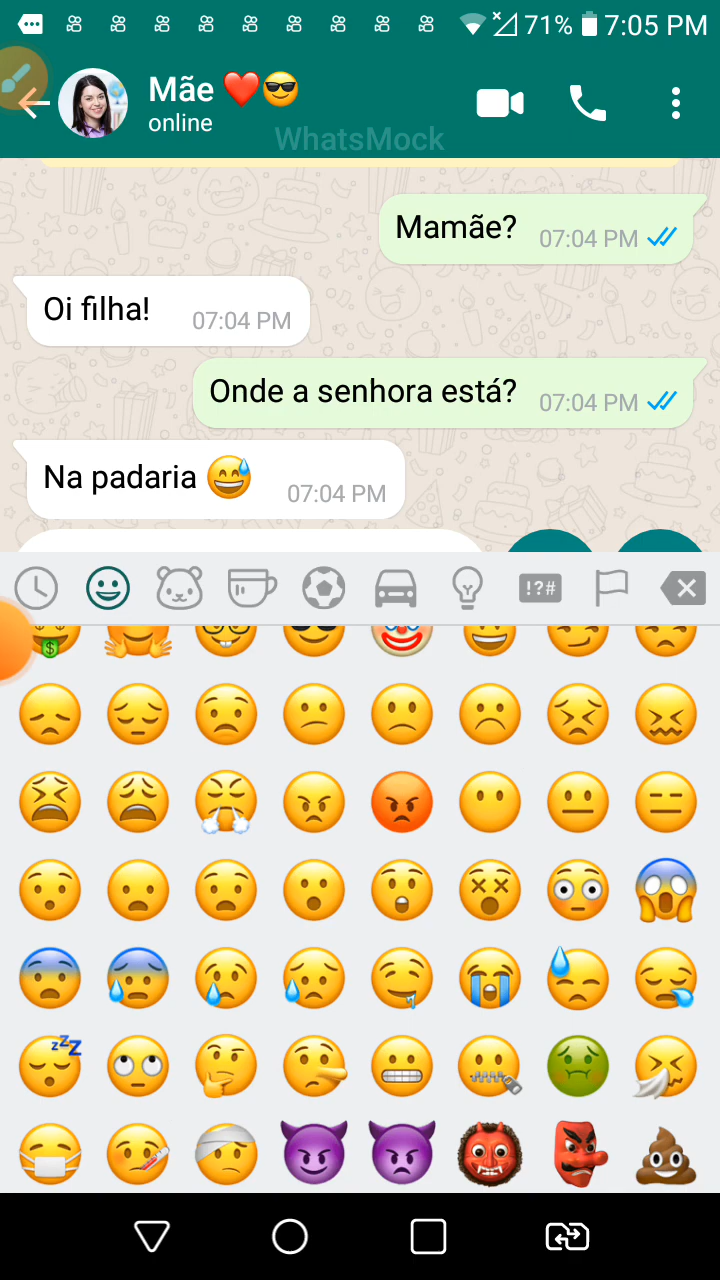 71% 7:05 PM
Mãe ❤️😎
online
WhatsMock
Mamãe? 07:04 PM
Oi filha! 07:04 PM
Onde a senhora está? 07:04 PM
Na padaria 😅 07:04 PM
!?#